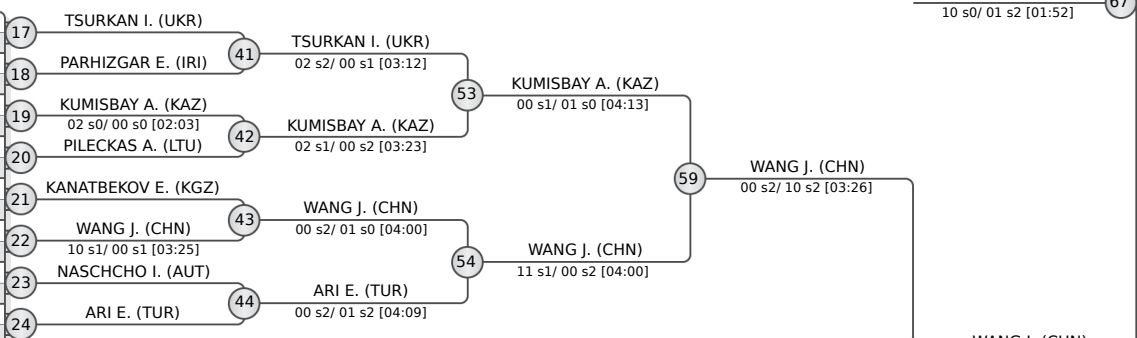 67
10 s0/ 01 s2 [01:52]
17
TSURKAN I. (UKR)
41
TSURKAN I. (UKR)
02 s2/ 00 s1 [03:12]
18
PARHIZGAR E. (IRI)
53
KUMISBAY A. (KAZ)
00 s1/ 01 s0 [04:13]
19
KUMISBAY A. (KAZ)
02 s0/ 00 s0 [02:03]
42
KUMISBAY A. (KAZ)
02 s1/ 00 s2 [03:23]
20
PILECKAS A. (LTU)
59
WANG J. (CHN)
00 s2/ 10 s2 [03:26]
21
KANATBEKOV E. (KGZ)
43
WANG J. (CHN)
00 s2/ 01 s0 [04:00]
22
WANG J. (CHN)
10 s1/ 00 s1 [03:25]
54
WANG J. (CHN)
11 s1/ 00 s2 [04:00]
23
NASCHCHO I. (AUT)
44
ARI E. (TUR)
00 s2/ 01 s2 [04:09]
24
ARI E. (TUR)
WANG J. (CHN)